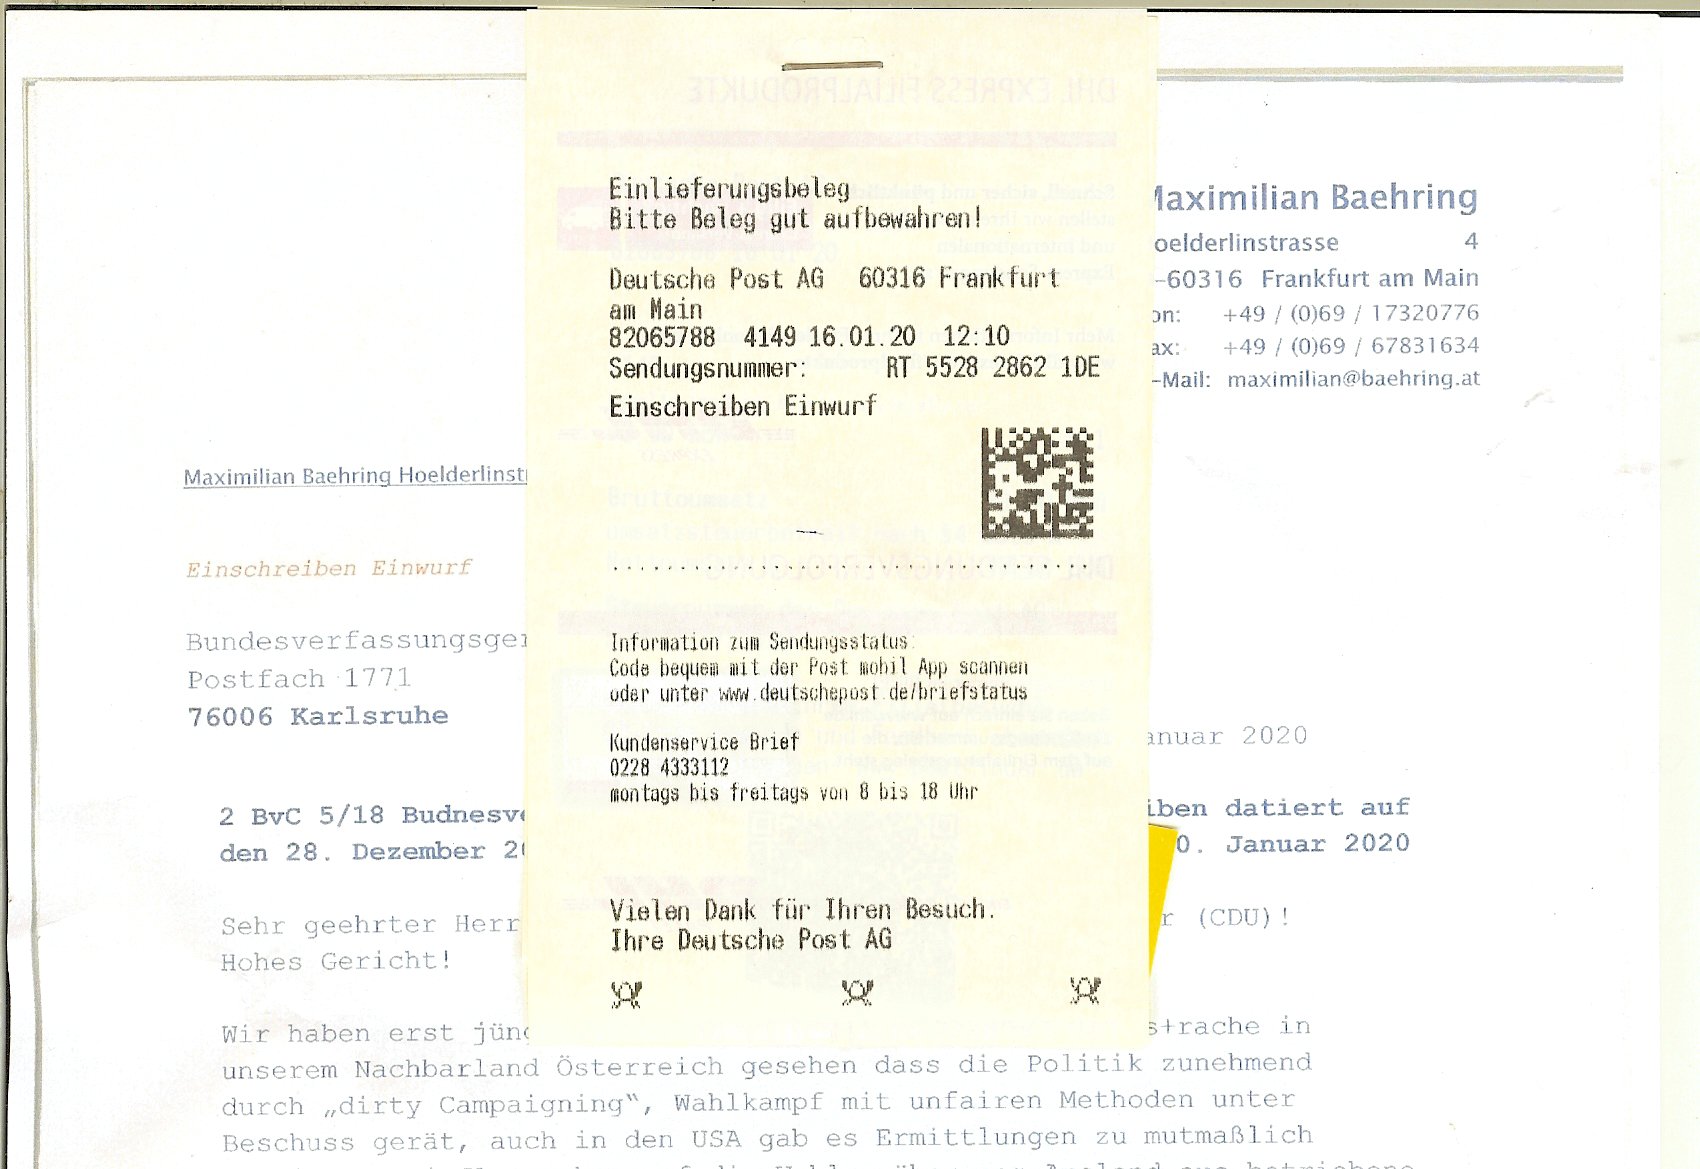 Einlieferungsbeleg
Bitte Beleg gut aufbewahren!
Deutsche Post AG 60316 Frankfurt
am Main
82065788 4149 16.01.20 12:10
Sendungsnummer: RT 5528 2862 1DE
Einschreiben Einwurf
Information zum Sendungsstatus:
Code bequem mit der Post mobil App scannen
oder unter www.deutschepost.de/briefstatus
Kundenservice Brief
0228 4333112
montags bis freitags von 8 bis 18 Uhr
Vielen Dank für Ihren Besuch.
Ihre Deutsche Post AG
Maximilian Baehring
oelderlinstrasse 4
-60316 Frankfurt am Main
on: +49 / (0)69 / 17320776
ax: +49 / (0)69 / 67831634
-Mail: maximilian@baehring.at
Maximilian Baehring Hoelderlinst
Einschreiben Einwurf
Bundesverfassungsge
Postfach 1771
76006 Karlsruhe
anuar 2020
2 BvC 5/18 Budnesve iben datiert auf
den 28. Dezember 20 0. Januar 2020
Sehr geehrter Herr r (CDU)!
Hohes Gericht!
Wir haben erst jüng s+rache in
unserem Nachbarland Österreich gesehen dass die Politik zunehmend
durch „dirty Campaigning“, Wahlkampf mit unfairen Methoden unter
Beschuss gerät, auch in den USA gab es Ermittlungen zu mutmaßlich